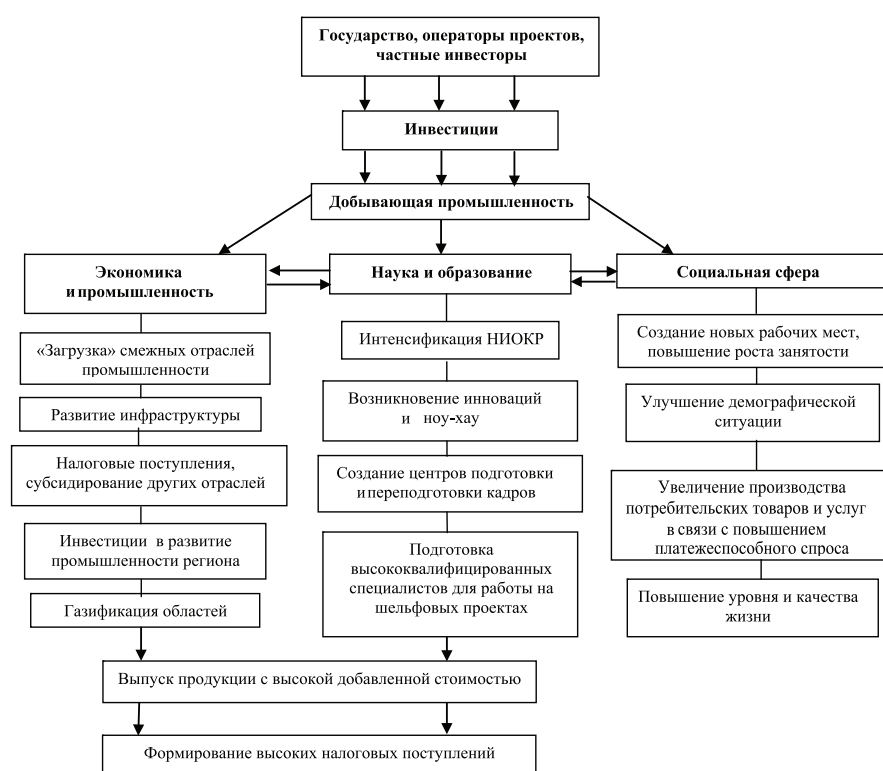 Государство, операторы проектов,
частные инвесторы
Инвестиции
Добывающая промышленность
Экономика
и промышленность
Наука и образование
Социальная сфера
«Загрузка» смежных отраслей
промышленности
Развитие инфраструктуры
Налоговые поступления,
субсидирование других отраслей
Инвестиции в развитие
промышленности региона
Газификация областей
Интенсификация НИОКР
Возникновение инноваций
и ноу-хау
Создание центров подготовки
и переподготовки кадров
Подготовка
высококвалифицированных
специалистов для работы на
шельфовых проектах
Создание новых рабочих мест,
повышение роста занятости
Улучшение демографической
ситуации
Увеличение производства
потребительских товаров и услуг
в связи с повышением
платежеспособного спроса
Повышение уровня и качества
жизни
Выпуск продукции с высокой добавленной стоимостью
Формирование высоких налоговых поступлений